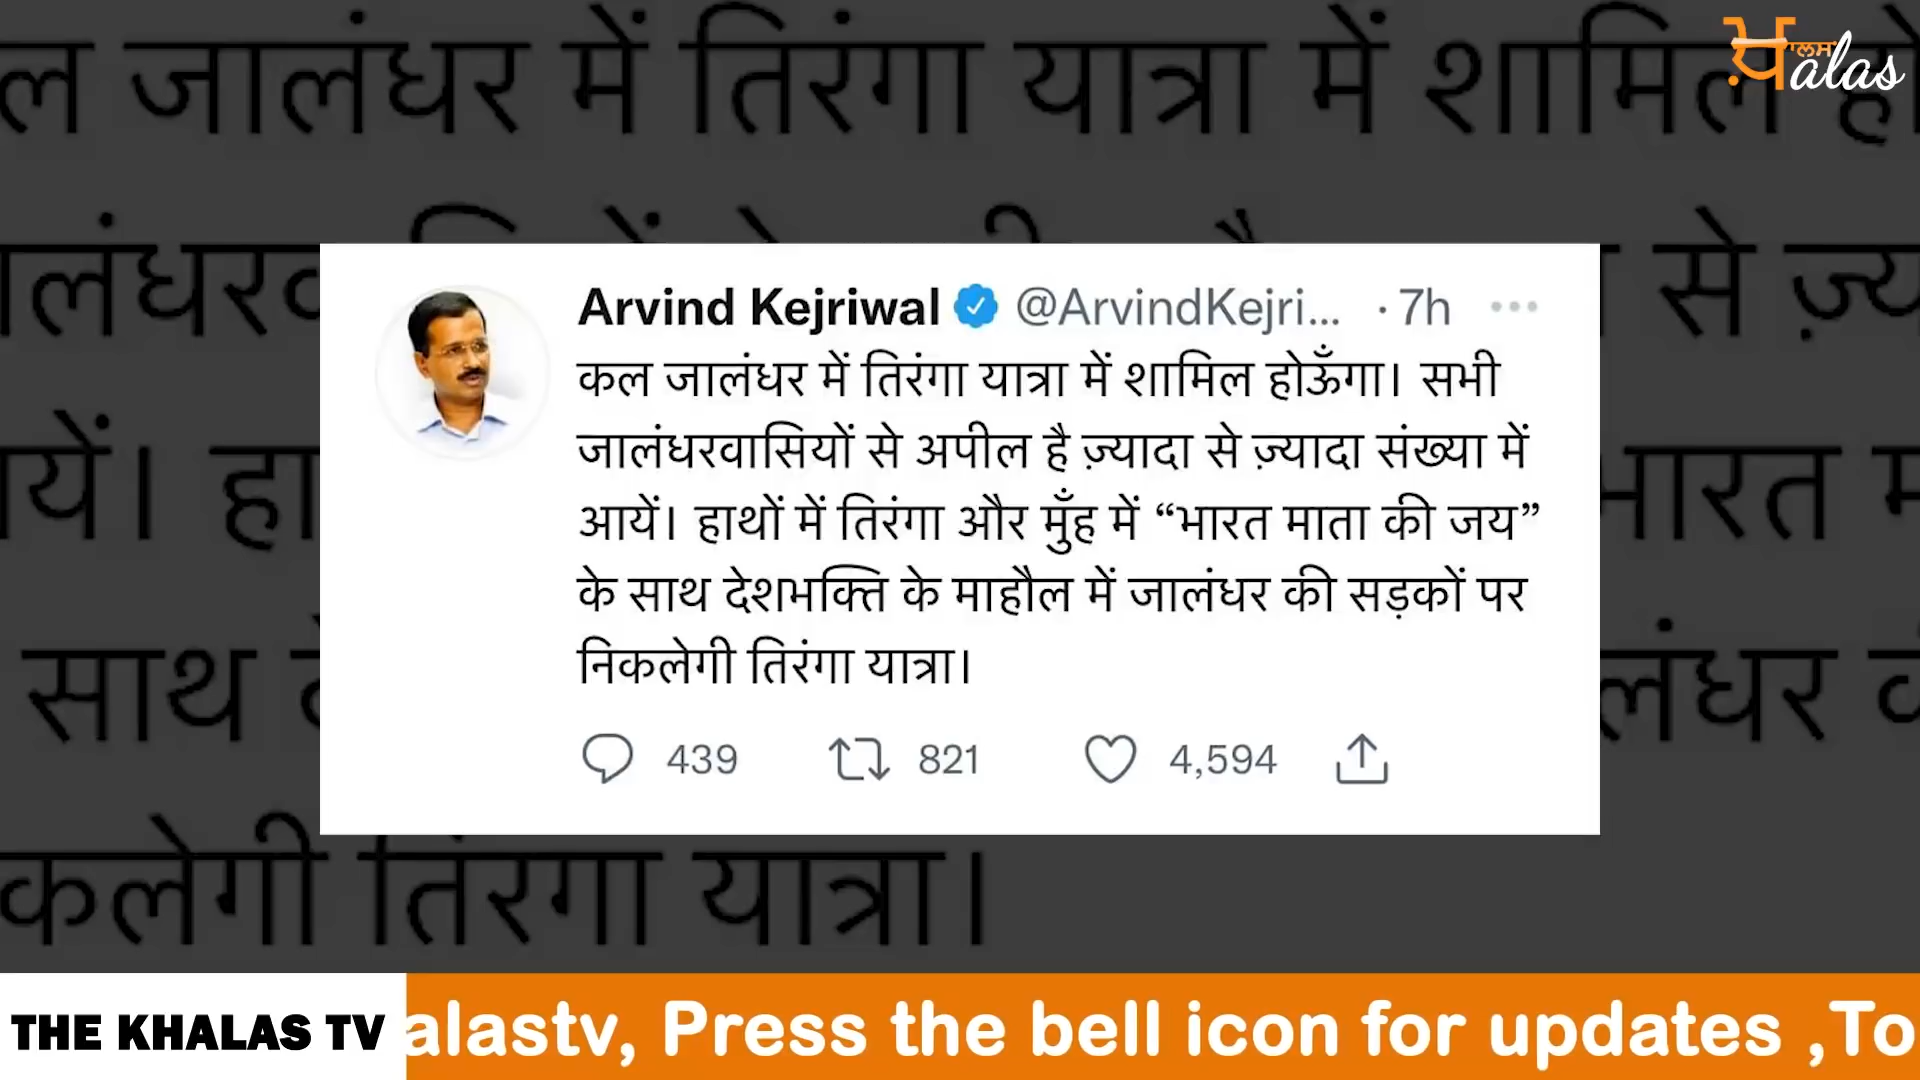 ਖ਼ਾਲਸ alas
Arvind Kejriwal @ArvindKejri... · 7h
कल जालंधर में तिरंगा यात्रा में शामिल होऊँगा। सभी
जालंधरवासियों से अपील है ज़्यादा से ज़्यादा संख्या में
आयें। हाथों में तिरंगा और मुँह में “भारत माता की जय”
के साथ देशभक्ति के माहौल में जालंधर की सड़कों पर
निकलेगी तिरंगा यात्रा।
439 821 4,594
THE KHALAS TV alastv, Press the bell icon for updates ,To